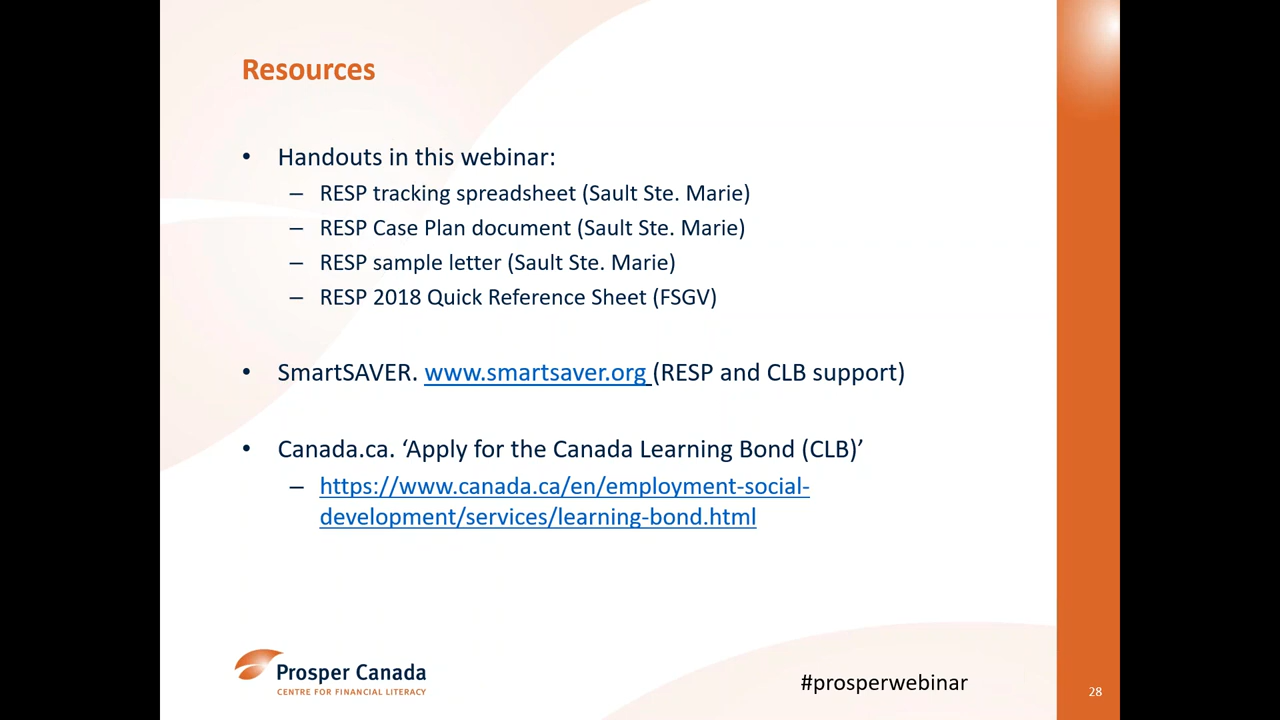 Resources
• Handouts in this webinar:
– RESP tracking spreadsheet (Sault Ste. Marie)
– RESP Case Plan document (Sault Ste. Marie)
– RESP sample letter (Sault Ste. Marie)
– RESP 2018 Quick Reference Sheet (FSGV)
• SmartSAVER. www.smartsaver.org (RESP and CLB support)
• Canada.ca. ‘Apply for the Canada Learning Bond (CLB)’
– https://www.canada.ca/en/employment-social-
development/services/learning-bond.html
Prosper Canada
CENTRE FOR FINANCIAL LITERACY
#prosperwebinar
28